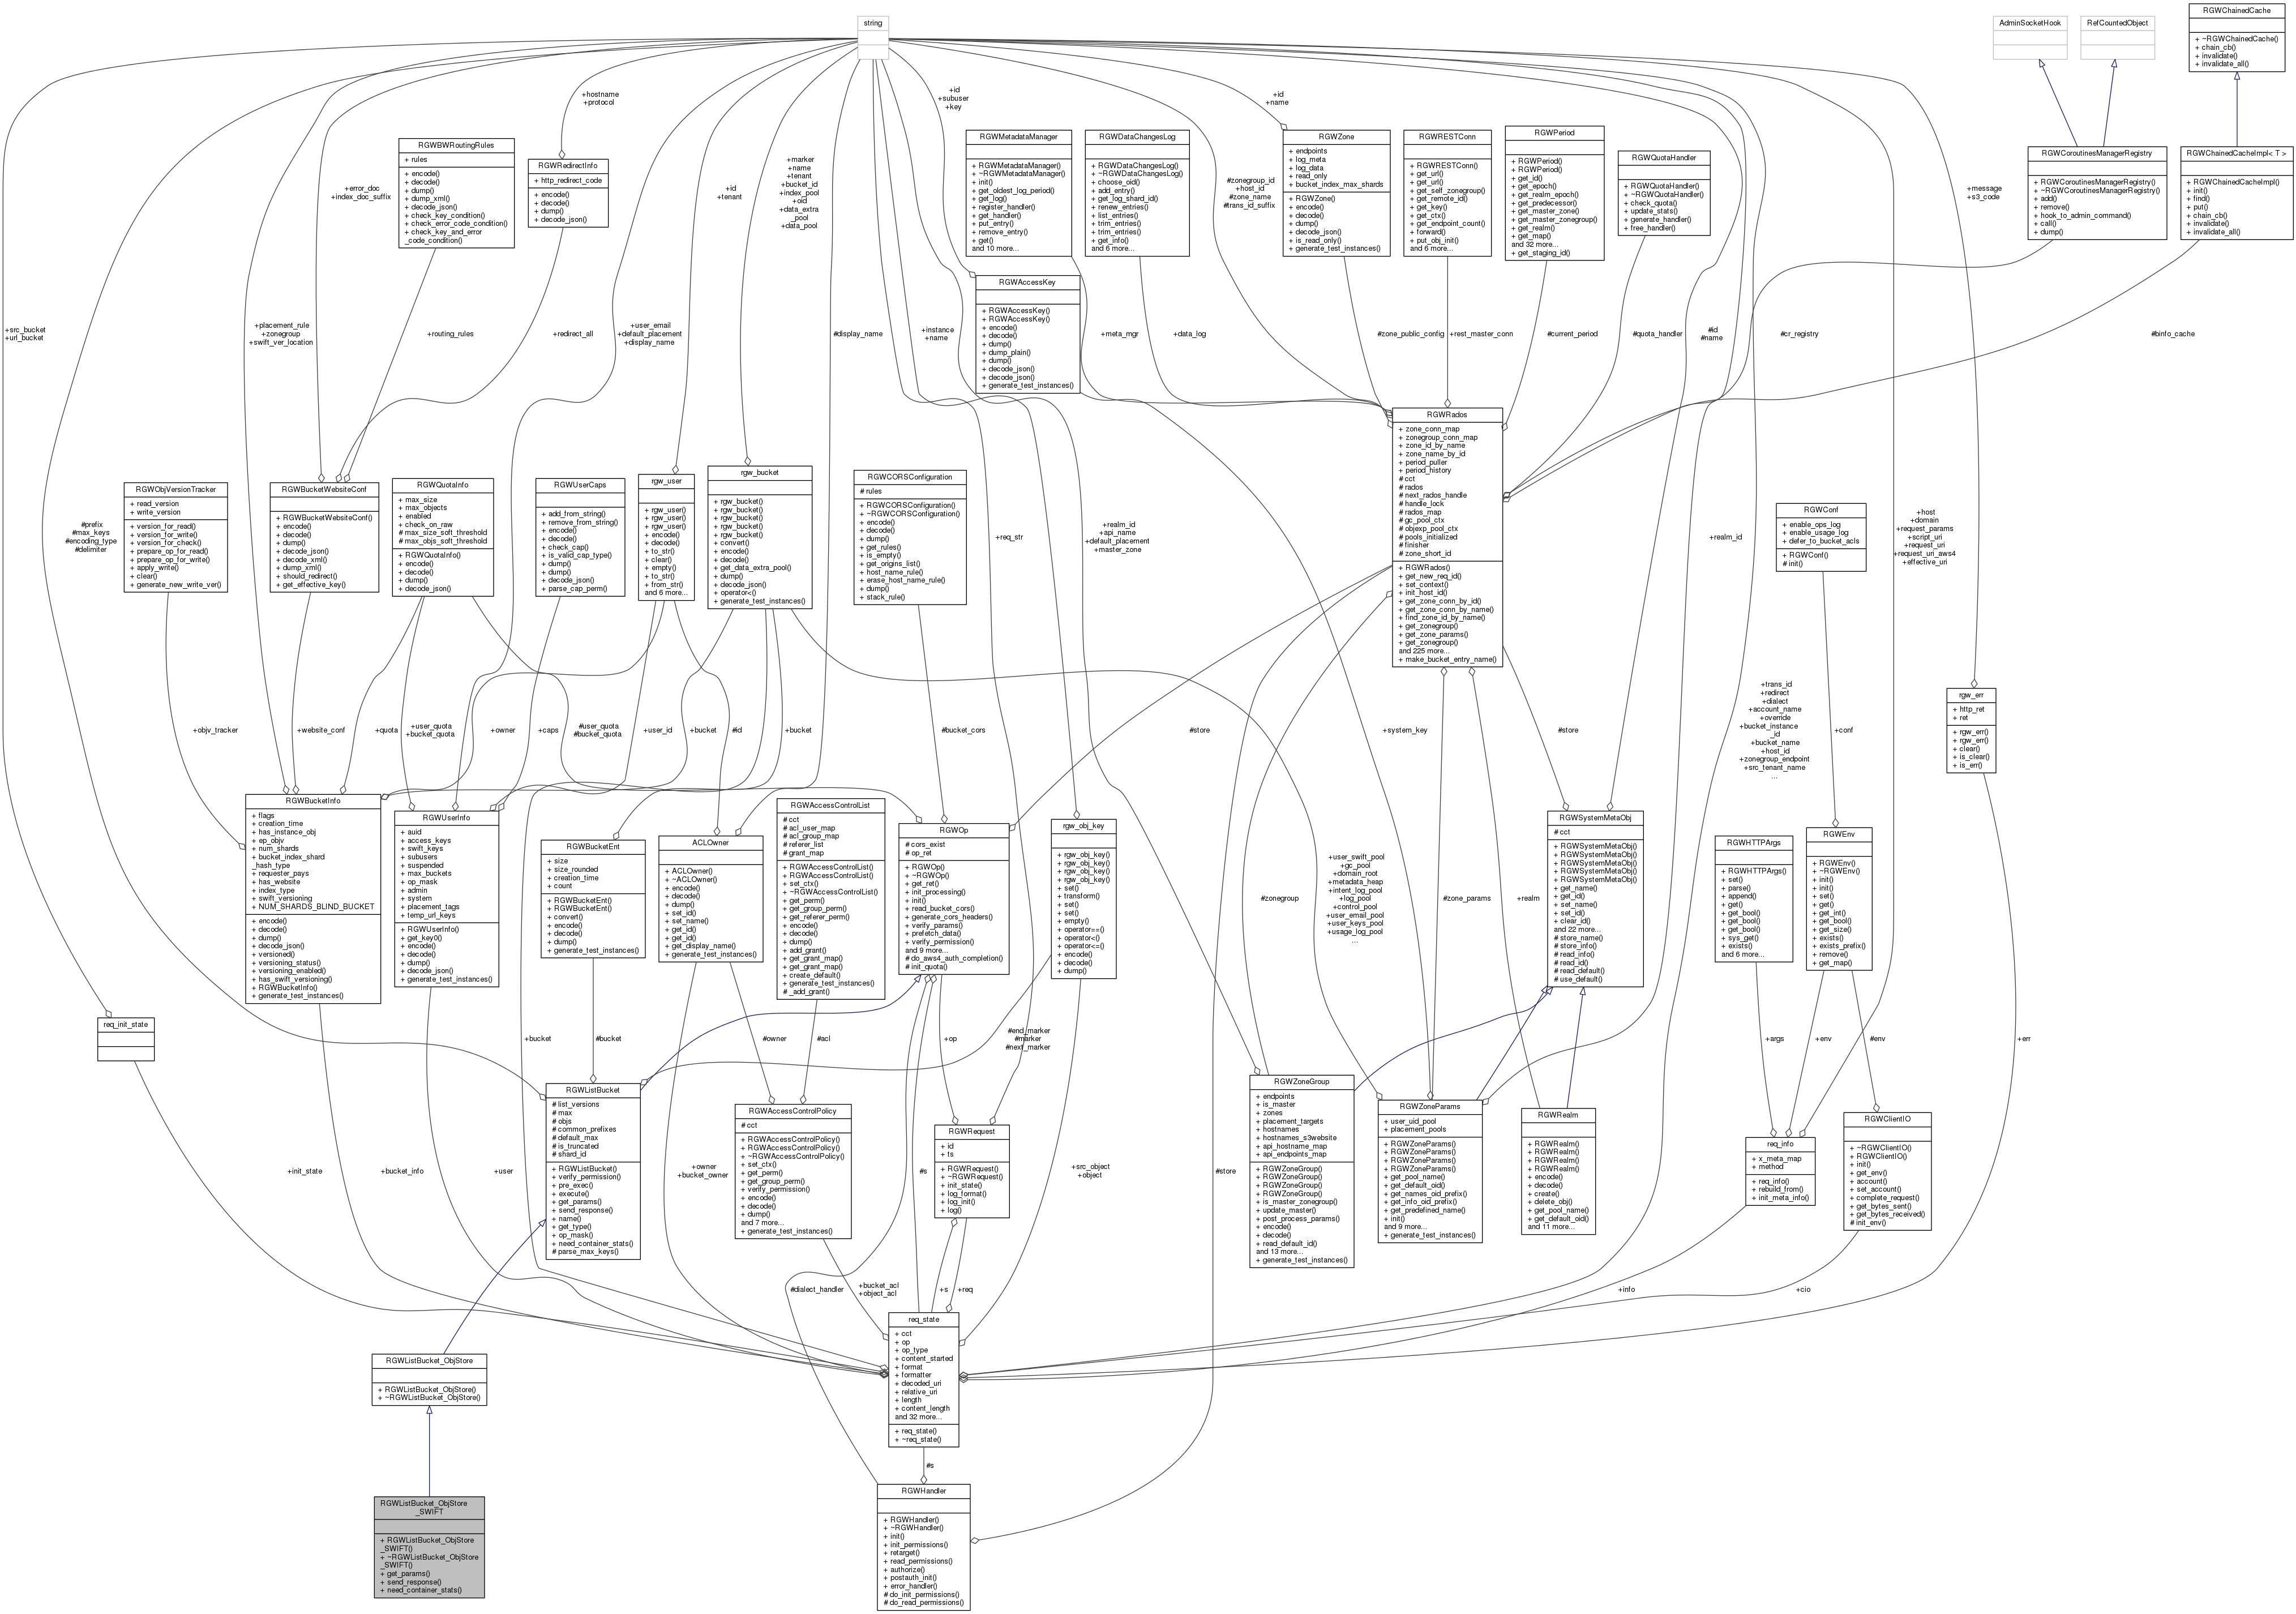 string
AdminSocketHook
RefCountedObject
RGWChainedCache
+ ~RGWChainedCache()
+ chain_cb()
+ invalidate()
+ invalidate_all()
+hostname
+protocol
+id
+subuser
+key
+id
+name
RGWBWRoutingRules
+ rules
+ encode()
+ decode()
+ dump()
+ dump_xml()
+ decode_json()
+ check_key_condition()
+ check_error_code_condition()
+ check_key_and_error
_code_condition()
RGWRedirectInfo
+ http_redirect_code
+ encode()
+ decode()
+ dump()
+ decode_json()
+error_doc
+index_doc_suffix
+id
+tenant
+marker
+name
+tenant
+bucket_id
+index_pool
+oid
+data_extra
_pool
+data_pool
RGWMetadataManager
+ RGWMetadataManager()
+ ~RGWMetadataManager()
+ init()
+ get_oldest_log_period()
+ get_log()
+ register_handler()
+ get_handler()
+ put_entry()
+ remove_entry()
+ get()
and 10 more...
RGWDataChangesLog
+ RGWDataChangesLog()
+ ~RGWDataChangesLog()
+ choose_oid()
+ add_entry()
+ get_log_shard_id()
+ renew_entries()
+ list_entries()
+ trim_entries()
+ trim_entries()
+ get_info()
and 6 more...
#zonegroup_id
+host_id
#zone_name
#trans_id_suffix
RGWZone
+ endpoints
+ log_meta
+ log_data
+ read_only
+ bucket_index_max_shards
+ RGWZone()
+ encode()
+ decode()
+ dump()
+ decode_json()
+ is_read_only()
+ generate_test_instances()
RGWRESTConn
+ RGWRESTConn()
+ get_url()
+ get_url()
+ get_self_zonegroup()
+ get_remote_id()
+ get_key()
+ get_ctx()
+ get_endpoint_count()
+ forward()
+ put_obj_init()
and 6 more...
RGWPeriod
+ RGWPeriod()
+ RGWPeriod()
+ get_id()
+ get_epoch()
+ get_realm_epoch()
+ get_predecessor()
+ get_master_zone()
+ get_master_zonegroup()
+ get_realm()
+ get_map()
and 32 more...
+ get_staging_id()
RGWQuotaHandler
+ RGWQuotaHandler()
+ ~RGWQuotaHandler()
+ check_quota()
+ update_stats()
+ generate_handler()
+ free_handler()
+message
+s3_code
RGWCoroutinesManagerRegistry
+ RGWCoroutinesManagerRegistry()
+ ~RGWCoroutinesManagerRegistry()
+ add()
+ remove()
+ hook_to_admin_command()
+ call()
+ dump()
RGWChainedCacheImpl< T >
+ RGWChainedCacheImpl()
+ init()
+ find()
+ put()
+ chain_cb()
+ invalidate()
+ invalidate_all()
+src_bucket
+url_bucket
+placement_rule
+zonegroup
+swift_ver_location
+routing_rules
+redirect_all
+user_email
+default_placement
+display_name
#display_name
+instance
+name
RGWAccessKey
+ RGWAccessKey()
+ RGWAccessKey()
+ encode()
+ decode()
+ dump()
+ dump_plain()
+ dump()
+ decode_json()
+ decode_json()
+ generate_test_instances()
+meta_mgr
+data_log
#zone_public_config
+rest_master_conn
#current_period
#quota_handler
#id
#name
#cr_registry
#binfo_cache
RGWRados
+ zone_conn_map
+ zonegroup_conn_map
+ zone_id_by_name
+ zone_name_by_id
+ period_puller
+ period_history
# cct
# rados
# next_rados_handle
# handle_lock
# rados_map
# gc_pool_ctx
# objexp_pool_ctx
# pools_initialized
# finisher
# zone_short_id
+ RGWRados()
+ get_new_req_id()
+ set_context()
+ init_host_id()
+ get_zone_conn_by_id()
+ get_zone_conn_by_name()
+ find_zone_id_by_name()
+ get_zonegroup()
+ get_zone_params()
+ get_zonegroup()
and 225 more...
+ make_bucket_entry_name()
#prefix
#max_keys
#encoding_type
#delimiter
RGWObjVersionTracker
+ read_version
+ write_version
+ version_for_read()
+ version_for_write()
+ version_for_check()
+ prepare_op_for_read()
+ prepare_op_for_write()
+ apply_write()
+ clear()
+ generate_new_write_ver()
RGWBucketWebsiteConf
+ RGWBucketWebsiteConf()
+ encode()
+ decode()
+ dump()
+ decode_json()
+ decode_xml()
+ dump_xml()
+ should_redirect()
+ get_effective_key()
RGWQuotaInfo
+ max_size
+ max_objects
+ enabled
+ check_on_raw
# max_size_soft_threshold
# max_objs_soft_threshold
+ RGWQuotaInfo()
+ encode()
+ decode()
+ dump()
+ decode_json()
RGWUserCaps
+ add_from_string()
+ remove_from_string()
+ encode()
+ decode()
+ check_cap()
+ is_valid_cap_type()
+ dump()
+ dump()
+ decode_json()
+ parse_cap_perm()
rgw_user
+ rgw_user()
+ rgw_user()
+ rgw_user()
+ encode()
+ decode()
+ to_str()
+ clear()
+ empty()
+ to_str()
+ from_str()
and 6 more...
rgw_bucket
+ rgw_bucket()
+ rgw_bucket()
+ rgw_bucket()
+ rgw_bucket()
+ rgw_bucket()
+ convert()
+ encode()
+ decode()
+ get_data_extra_pool()
+ dump()
+ decode_json()
+ operator<()
+ generate_test_instances()
RGWCORSConfiguration
# rules
+ RGWCORSConfiguration()
+ ~RGWCORSConfiguration()
+ encode()
+ decode()
+ dump()
+ get_rules()
+ is_empty()
+ get_origins_list()
+ host_name_rule()
+ erase_host_name_rule()
+ dump()
+ stack_rule()
+req_str
+realm_id
+api_name
+default_placement
+master_zone
+realm_id
RGWConf
+ enable_ops_log
+ enable_usage_log
+ defer_to_bucket_acls
+ RGWConf()
# init()
+host
+domain
+request_params
+script_uri
+request_uri
+request_uri_aws4
+effective_uri
+objv_tracker
+website_conf
+quota
+user_quota
+bucket_quota
+owner
+caps
#user_quota
#bucket_quota
+user_id
+bucket
#id
+bucket
#bucket_cors
#store
+system_key
#store
+trans_id
+redirect
+dialect
+account_name
+override
+bucket_instance
_id
+bucket_name
+host_id
+zonegroup_endpoint
+src_tenant_name
...
+conf
rgw_err
+ http_ret
+ ret
+ rgw_err()
+ rgw_err()
+ clear()
+ is_clear()
+ is_err()
RGWBucketInfo
+ flags
+ creation_time
+ has_instance_obj
+ ep_objv
+ num_shards
+ bucket_index_shard
_hash_type
+ requester_pays
+ has_website
+ index_type
+ swift_versioning
+ NUM_SHARDS_BLIND_BUCKET
+ encode()
+ decode()
+ dump()
+ decode_json()
+ versioned()
+ versioning_status()
+ versioning_enabled()
+ has_swift_versioning()
+ RGWBucketInfo()
+ generate_test_instances()
RGWUserInfo
+ auid
+ access_keys
+ swift_keys
+ subusers
+ suspended
+ max_buckets
+ op_mask
+ admin
+ system
+ placement_tags
+ temp_url_keys
+ RGWUserInfo()
+ get_key0()
+ encode()
+ decode()
+ dump()
+ decode_json()
+ generate_test_instances()
RGWBucketEnt
+ size
+ size_rounded
+ creation_time
+ count
+ RGWBucketEnt()
+ RGWBucketEnt()
+ convert()
+ encode()
+ decode()
+ dump()
+ generate_test_instances()
ACLOwner
+ ACLOwner()
+ ~ACLOwner()
+ encode()
+ decode()
+ dump()
+ set_id()
+ set_name()
+ get_id()
+ get_id()
+ get_display_name()
+ generate_test_instances()
RGWAccessControlList
# cct
# acl_user_map
# acl_group_map
# referer_list
# grant_map
+ RGWAccessControlList()
+ RGWAccessControlList()
+ set_ctx()
+ ~RGWAccessControlList()
+ get_perm()
+ get_group_perm()
+ get_referer_perm()
+ encode()
+ decode()
+ dump()
+ add_grant()
+ get_grant_map()
+ get_grant_map()
+ create_default()
+ generate_test_instances()
# _add_grant()
RGWOp
# cors_exist
# op_ret
+ RGWOp()
+ ~RGWOp()
+ get_ret()
+ init_processing()
+ init()
+ read_bucket_cors()
+ generate_cors_headers()
+ verify_params()
+ prefetch_data()
+ verify_permission()
and 9 more...
# do_aws4_auth_completion()
# init_quota()
rgw_obj_key
+ rgw_obj_key()
+ rgw_obj_key()
+ rgw_obj_key()
+ rgw_obj_key()
+ set()
+ transform()
+ set()
+ set()
+ empty()
+ operator==()
+ operator<()
+ operator<=()
+ encode()
+ decode()
+ dump()
#zonegroup
+user_swift_pool
+gc_pool
+domain_root
+metadata_heap
+intent_log_pool
+log_pool
+control_pool
+user_email_pool
+user_keys_pool
+usage_log_pool
...
#zone_params
+realm
RGWSystemMetaObj
# cct
+ RGWSystemMetaObj()
+ RGWSystemMetaObj()
+ RGWSystemMetaObj()
+ RGWSystemMetaObj()
+ RGWSystemMetaObj()
+ get_name()
+ get_id()
+ set_name()
+ set_id()
+ clear_id()
and 22 more...
# store_name()
# store_info()
# read_info()
# read_id()
# read_default()
# use_default()
RGWHTTPArgs
+ RGWHTTPArgs()
+ set()
+ parse()
+ append()
+ get()
+ get_bool()
+ get_bool()
+ get_bool()
+ sys_get()
+ exists()
and 6 more...
RGWEnv
+ RGWEnv()
+ ~RGWEnv()
+ init()
+ init()
+ set()
+ get()
+ get_int()
+ get_bool()
+ get_size()
+ exists()
+ exists_prefix()
+ remove()
+ get_map()
req_init_state
+bucket
#bucket
#owner
#acl
+op
#end_marker
#marker
#next_marker
+args
+env
#env
+err
RGWListBucket
# list_versions
# max
# objs
# common_prefixes
# default_max
# is_truncated
# shard_id
+ RGWListBucket()
+ verify_permission()
+ pre_exec()
+ execute()
+ get_params()
+ send_response()
+ name()
+ get_type()
+ op_mask()
+ need_container_stats()
# parse_max_keys()
RGWAccessControlPolicy
# cct
+ RGWAccessControlPolicy()
+ RGWAccessControlPolicy()
+ ~RGWAccessControlPolicy()
+ set_ctx()
+ get_perm()
+ get_group_perm()
+ verify_permission()
+ encode()
+ decode()
+ dump()
and 7 more...
+ generate_test_instances()
RGWRequest
+ id
+ ts
+ RGWRequest()
+ ~RGWRequest()
+ init_state()
+ log_format()
+ log_init()
+ log()
RGWZoneGroup
+ endpoints
+ is_master
+ zones
+ placement_targets
+ hostnames
+ hostnames_s3website
+ api_hostname_map
+ api_endpoints_map
+ RGWZoneGroup()
+ RGWZoneGroup()
+ RGWZoneGroup()
+ RGWZoneGroup()
+ is_master_zonegroup()
+ update_master()
+ post_process_params()
+ encode()
+ decode()
+ read_default_id()
and 13 more...
+ generate_test_instances()
RGWZoneParams
+ user_uid_pool
+ placement_pools
+ RGWZoneParams()
+ RGWZoneParams()
+ RGWZoneParams()
+ RGWZoneParams()
+ get_pool_name()
+ get_default_oid()
+ get_names_oid_prefix()
+ get_info_oid_prefix()
+ get_predefined_name()
+ init()
and 9 more...
+ generate_test_instances()
RGWRealm
+ RGWRealm()
+ RGWRealm()
+ RGWRealm()
+ RGWRealm()
+ encode()
+ decode()
+ create()
+ delete_obj()
+ get_pool_name()
+ get_default_oid()
and 11 more...
req_info
+ x_meta_map
+ method
+ req_info()
+ rebuild_from()
+ init_meta_info()
RGWClientIO
+ ~RGWClientIO()
+ RGWClientIO()
+ init()
+ get_env()
+ account()
+ set_account()
+ complete_request()
+ get_bytes_sent()
+ get_bytes_received()
# init_env()
+init_state
+bucket_info
+user
+owner
+bucket_owner
#s
+src_object
+object
#store
#dialect_handler
+bucket_acl
+object_acl
+s
+req
+info
+cio
req_state
+ cct
+ op
+ op_type
+ content_started
+ format
+ formatter
+ decoded_uri
+ relative_uri
+ length
+ content_length
and 32 more...
+ req_state()
+ ~req_state()
RGWListBucket_ObjStore
+ RGWListBucket_ObjStore()
+ ~RGWListBucket_ObjStore()
#s
RGWListBucket_ObjStore
_SWIFT
+ RGWListBucket_ObjStore
_SWIFT()
+ ~RGWListBucket_ObjStore
_SWIFT()
+ get_params()
+ send_response()
+ need_container_stats()
RGWHandler
+ RGWHandler()
+ ~RGWHandler()
+ init()
+ init_permissions()
+ retarget()
+ read_permissions()
+ authorize()
+ postauth_init()
+ error_handler()
# do_init_permissions()
# do_read_permissions()